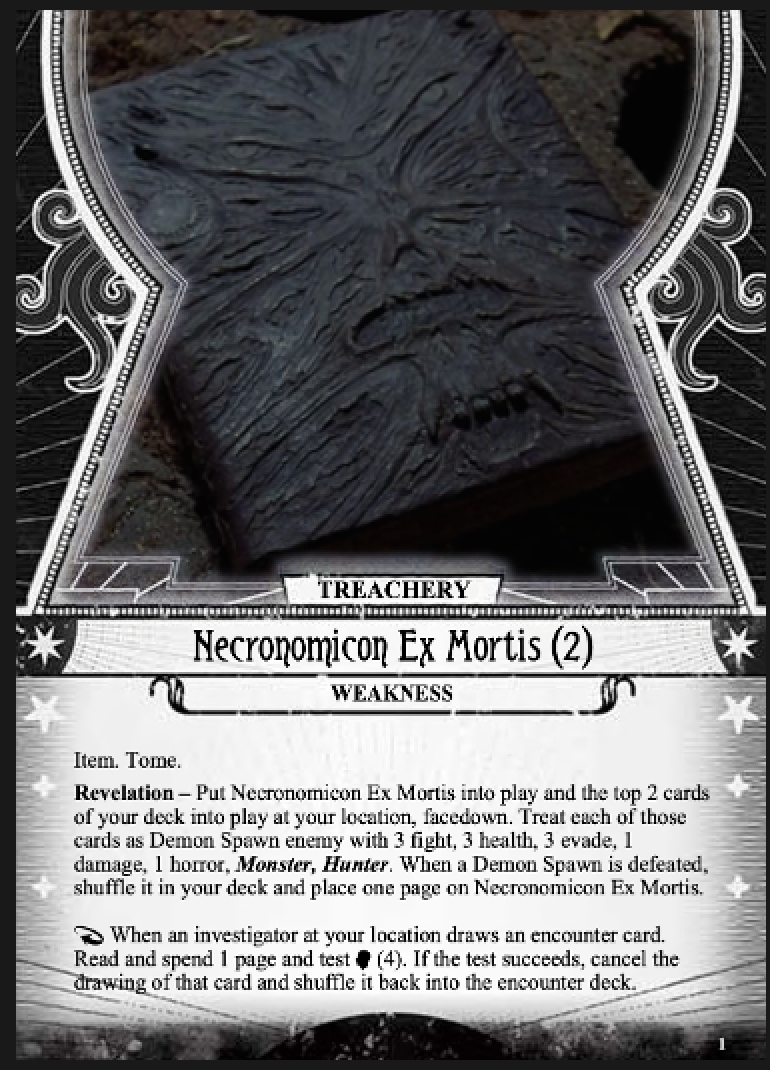 TREACHERY
Necronomicon Ex Mortis (2)
WEAKNESS
Item. Tome.
Revelation – Put Necronomicon Ex Mortis into play and the top 2 cards
of your deck into play at your location, facedown. Treat each of those
cards as Demon Spawn enemy with 3 fight, 3 health, 3 evade, 1
damage, 1 horror, Monster, Hunter. When a Demon Spawn is defeated,
shuffle it in your deck and place one page on Necronomicon Ex Mortis.
When an investigator at your location draws an encounter card.
Read and spend 1 page and test (4). If the test succeeds, cancel the
drawing of that card and shuffle it back into the encounter deck.
1